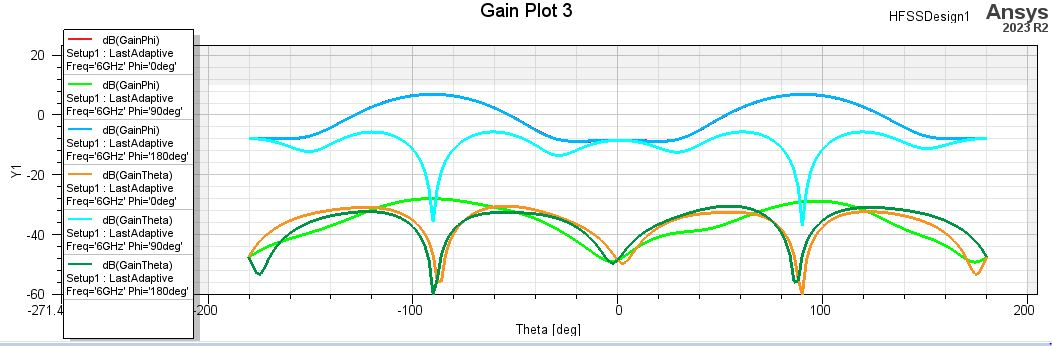 Gain Plot 3
HFSSDesign1
Ansys
2023 R2
dB(GainPhi)
Setup1 : LastAdaptive
Freq='6GHz' Phi='0deg'
dB(GainPhi)
Setup1 : LastAdaptive
Freq='6GHz' Phi='90deg'
dB(GainPhi)
Setup1 : LastAdaptive
Freq='6GHz' Phi='180deg'
dB(GainTheta)
Setup1 : LastAdaptive
Freq='6GHz' Phi='0deg'
dB(GainTheta)
Setup1 : LastAdaptive
Freq='6GHz' Phi='90deg'
dB(GainTheta)
Setup1 : LastAdaptive
Freq='6GHz' Phi='180deg'
Y1
20
0
-20
-40
-60
-271.4
-200
-100
0
100
200
Theta [deg]